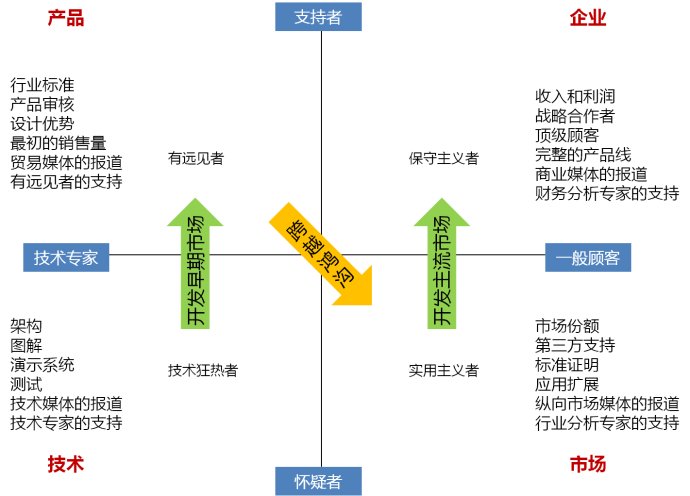 产品
支持者
企业
行业标准
产品审核
设计优势
最初的销售量
贸易媒体的报道
有远见者的支持
有远见者
保守主义者
收入和利润
战略合作者
顶级顾客
完整的产品线
商业媒体的报道
财务分析专家的支持
技术专家
开发早期市场
跨越鸿沟
开发主流市场
一般顾客
架构
图解
演示系统
测试
技术媒体的报道
技术专家的支持
技术狂热者
实用主义者
市场份额
第三方支持
标准证明
应用扩展
纵向市场媒体的报道
行业分析专家的支持
技术
怀疑者
市场